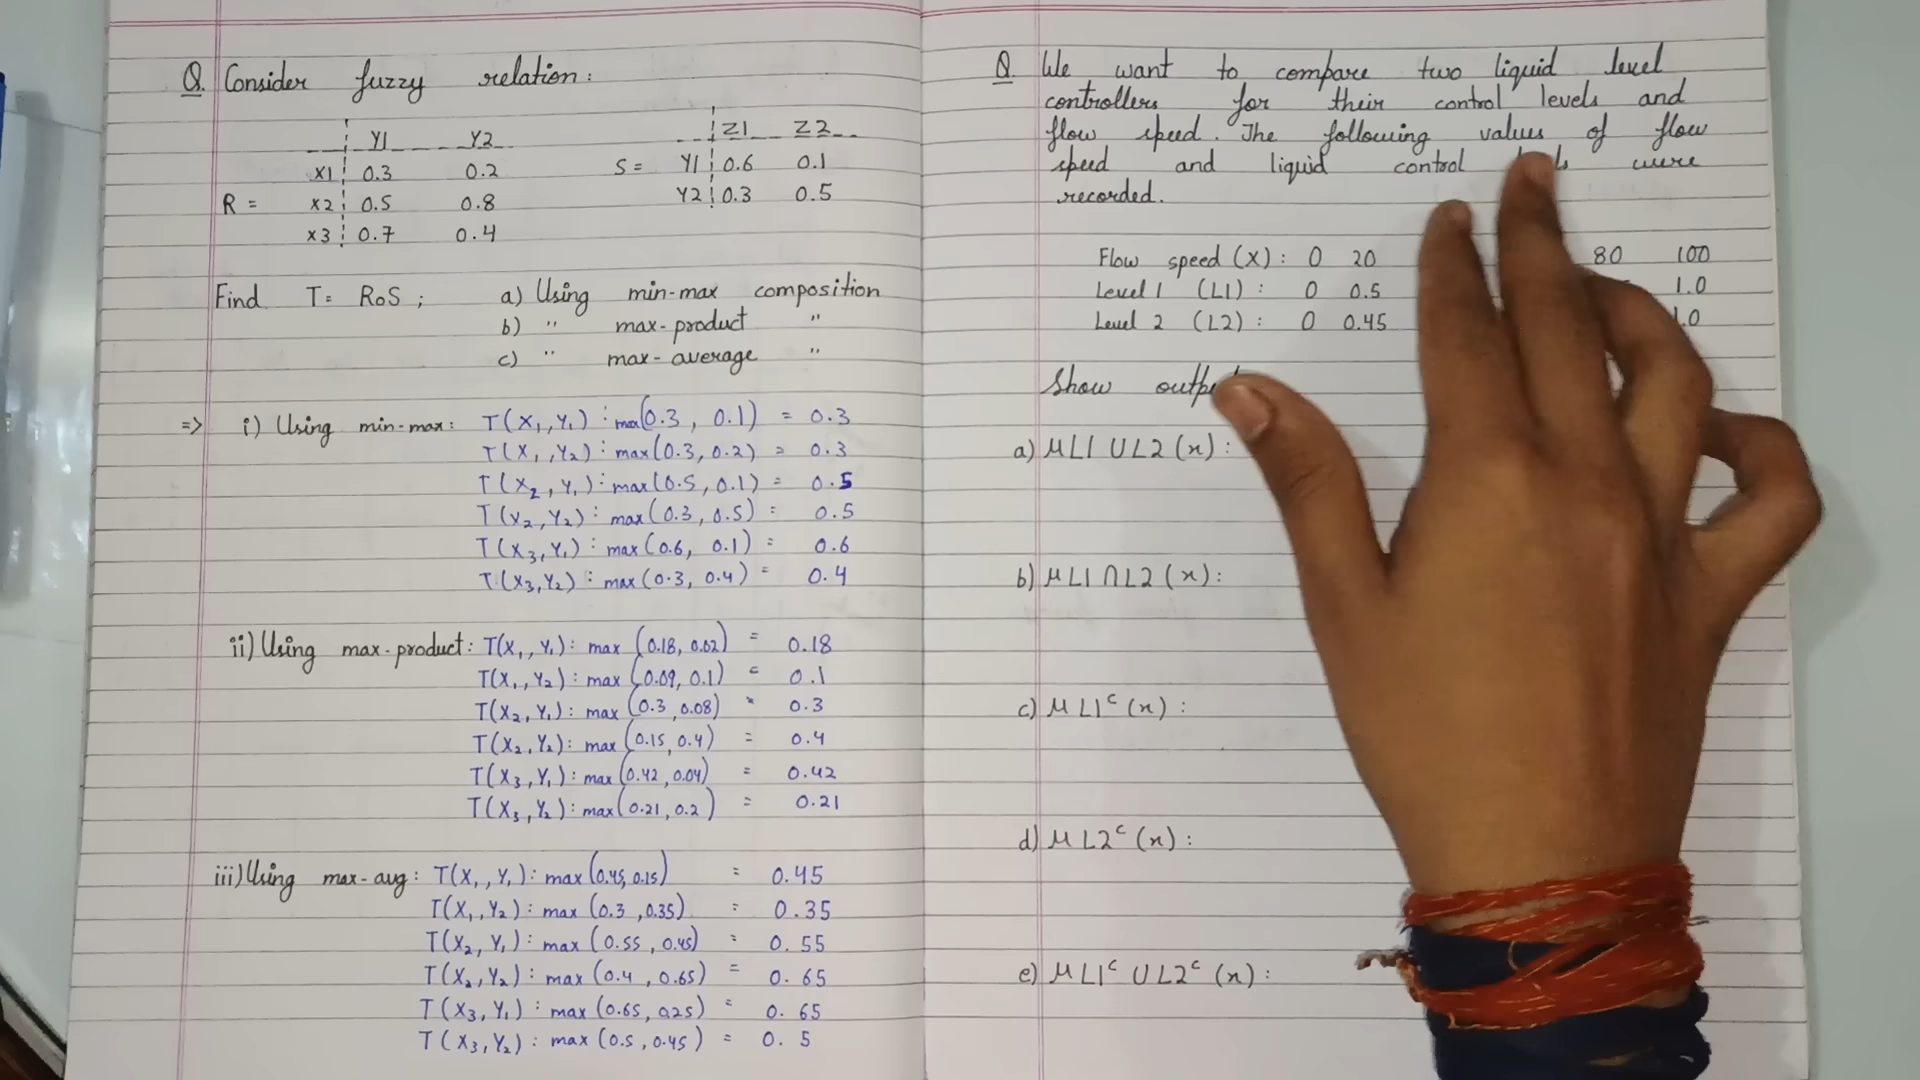 Q. Consider fuzzy relation:
Y1 Y2
X1 0.3 0.2
R = X2 0.5 0.8
X3 0.7 0.4
Z1 Z2
S = Y1 0.6 0.1
Y2 0.3 0.5
Find T = RoS ; a) Using min-max composition
b) " max-product "
c) " max-average "
=> i) Using min-max: T(X1,Y1) : max(0.3, 0.1) = 0.3
T(X1,Y2) : max(0.3, 0.2) = 0.3
T(X2,Y1) : max(0.5, 0.1) = 0.5
T(X2,Y2) : max(0.3, 0.5) = 0.5
T(X3,Y1) : max(0.6, 0.1) = 0.6
T(X3,Y2) : max(0.3, 0.4) = 0.4
ii) Using max-product: T(X1,Y1) : max (0.18, 0.02) = 0.18
T(X1,Y2) : max (0.09, 0.1) = 0.1
T(X2,Y1) : max (0.3, 0.08) = 0.3
T(X2,Y2) : max (0.15, 0.4) = 0.4
T(X3,Y1) : max (0.42, 0.04) = 0.42
T(X3,Y2) : max (0.21, 0.2) = 0.21
iii) Using max-avg: T(X1,Y1) : max (0.45, 0.15) = 0.45
T(X1,Y2) : max (0.3, 0.35) = 0.35
T(X2,Y1) : max (0.55, 0.45) = 0.55
T(X2,Y2) : max (0.4, 0.65) = 0.65
T(X3,Y1) : max (0.65, 0.25) = 0.65
T(X3,Y2) : max (0.5, 0.45) = 0.5
Q. We want to compare two liquid level
controllers for their control levels and
flow speed. The following values of flow
speed and liquid control were
recorded.
Flow speed (X) : 0 20 80 100
Level 1 (L1) : 0 0.5 1.0
Level 2 (L2) : 0 0.45 1.0
Show
a) μL1 ∪ L2 (x) :
b) μL1 ∩ L2 (x) :
c) μL1ᶜ (x) :
d) μL2ᶜ (x) :
e) μL1ᶜ ∪ L2ᶜ (x) :